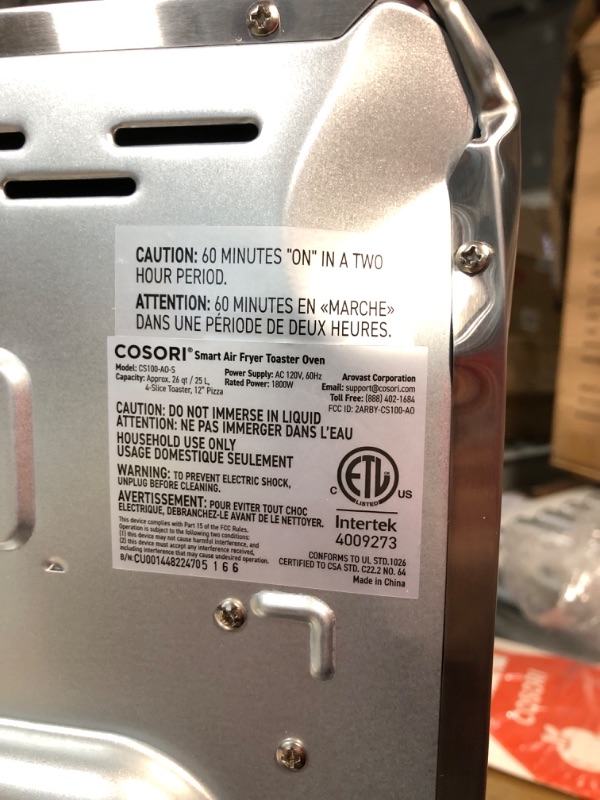 CAUTION: 60 MINUTES "ON" IN A TWO
HOUR PERIOD.
ATTENTION: 60 MINUTES EN «MARCHE»
DANS UNE PÉRIODE DE DEUX HEURES.
COSORI® Smart Air Fryer Toaster Oven
Model: CS100-AO-S
Capacity: Approx. 26 qt / 25 L,
4-Slice Toaster, 12" Pizza
Power Supply: AC 120V, 60Hz
Rated Power: 1800W
Arovast Corporation
Email: support@cosori.com
Toll Free: (888) 402-1684
FCC ID: 2ARBY-CS100-AO
CAUTION: DO NOT IMMERSE IN LIQUID
ATTENTION: NE PAS IMMERGER DANS L'EAU
HOUSEHOLD USE ONLY
USAGE DOMESTIQUE SEULEMENT
WARNING: TO PREVENT ELECTRIC SHOCK,
UNPLUG BEFORE CLEANING.
AVERTISSEMENT: POUR EVITER TOUT CHOC
ELECTRIQUE, DEBRANCHEZ-LE AVANT DE LE NETTOYER.
This device complies with Part 15 of the FCC Rules.
Operation is subject to the following two conditions:
(1) this device may not cause harmful interference, and
(2) this device must accept any interference received,
including interference that may cause undesired operation.
B/N:CU001448224705 1 6 6
C ETL US
LISTED
Intertek
4009273
CONFORMS TO UL STD.1026
CERTIFIED TO CSA STD. C22.2 NO. 64
Made in China
COSORI